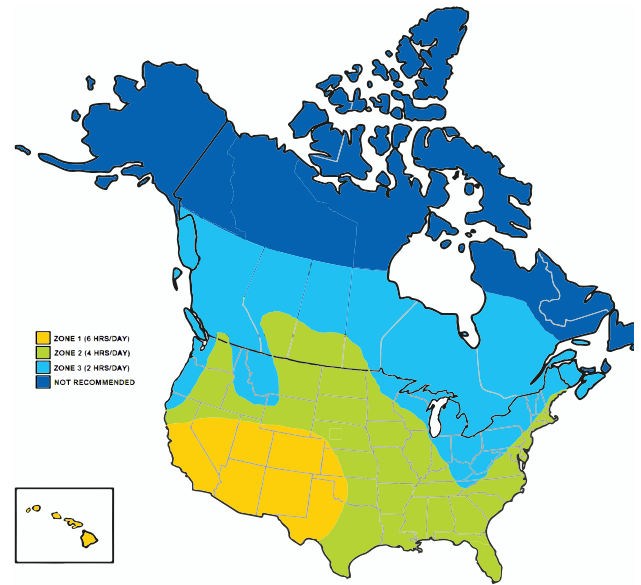 ZONE 1 (6 HRS/DAY)
ZONE 2 (4 HRS/DAY)
ZONE 3 (2 HRS/DAY)
NOT RECOMMENDED